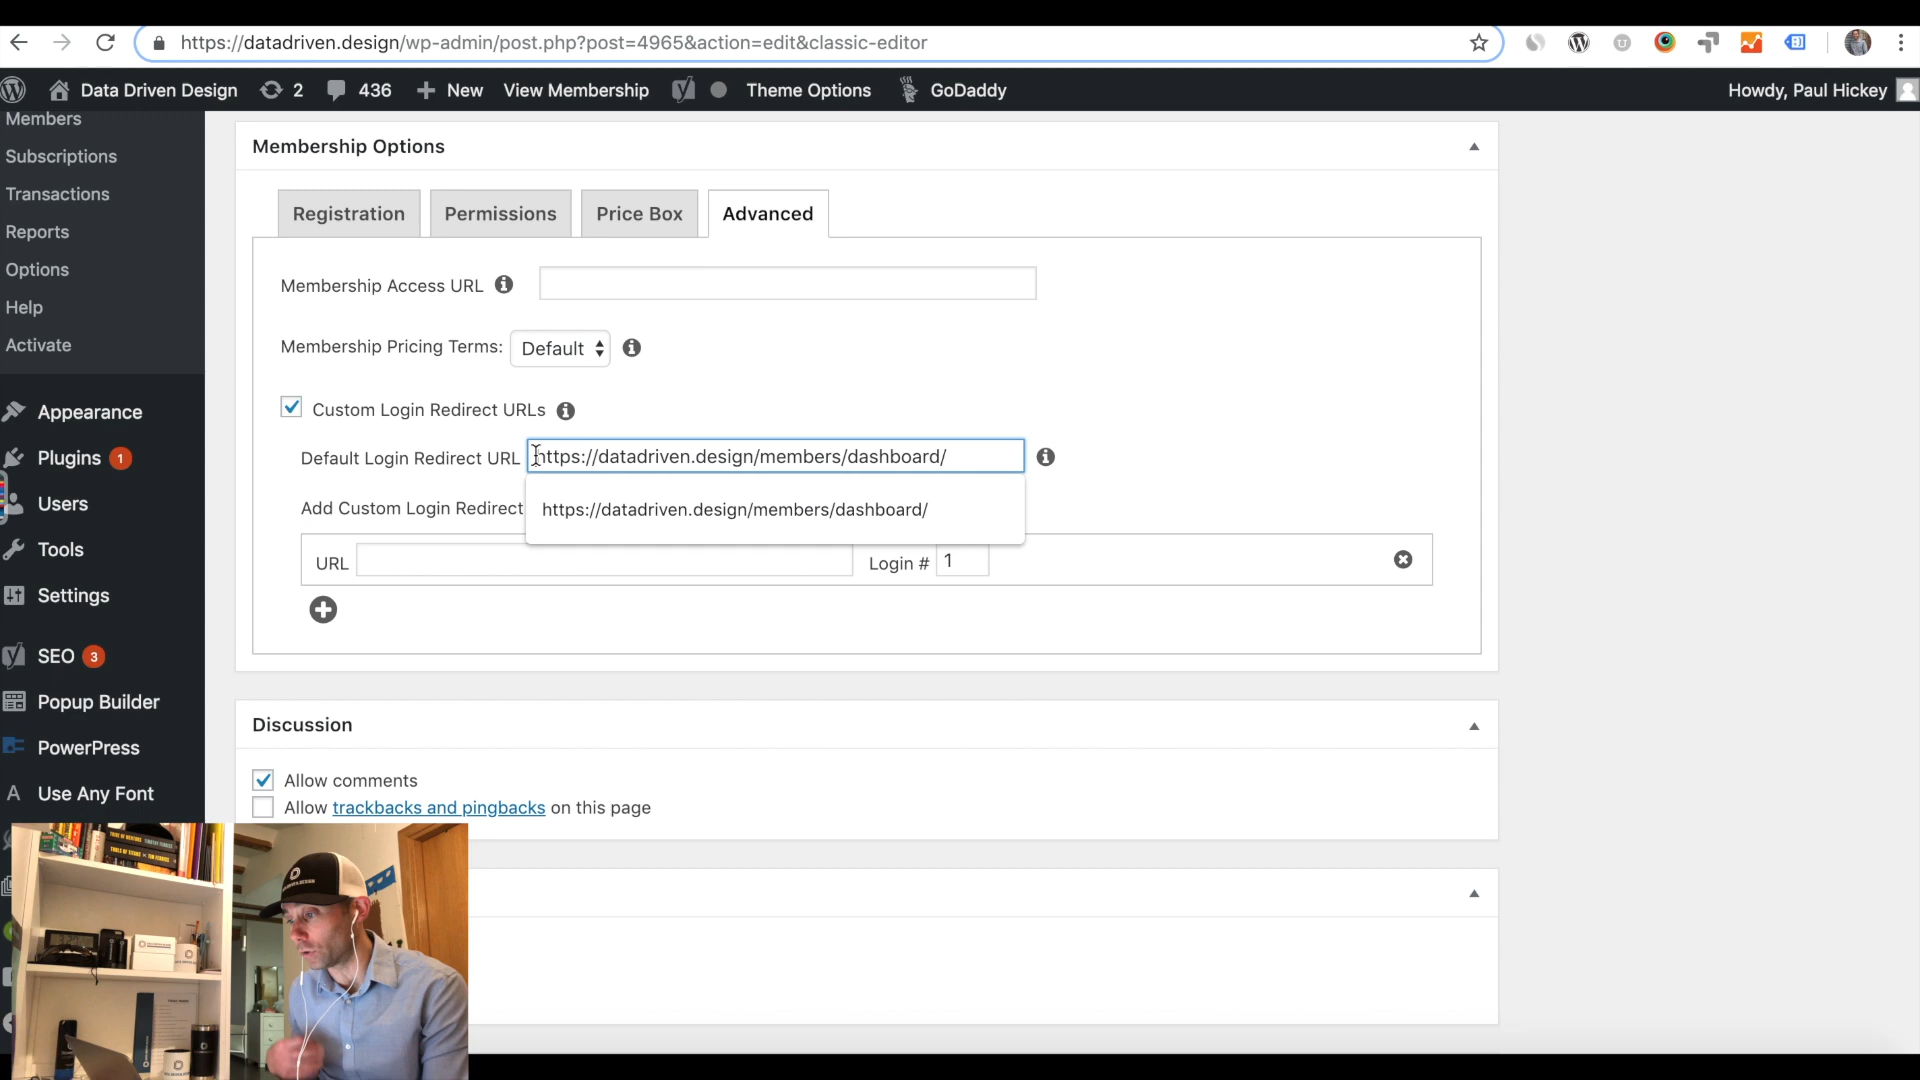 https://datadriven.design/wp-admin/post.php?post=4965&action=edit&classic-editor
Data Driven Design 2 436 New View Membership Theme Options GoDaddy Howdy, Paul Hickey
Members
Subscriptions
Transactions
Reports
Options
Help
Activate
Appearance
Plugins 1
Users
Tools
Settings
SEO 3
Popup Builder
PowerPress
A Use Any Font
Membership Options
Registration Permissions Price Box Advanced
Membership Access URL
Membership Pricing Terms: Default
Custom Login Redirect URLs
Default Login Redirect URL https://datadriven.design/members/dashboard/
https://datadriven.design/members/dashboard/
Add Custom Login Redirect
URL Login # 1
Discussion
Allow comments
Allow trackbacks and pingbacks on this page